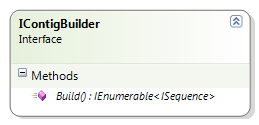 IContigBuilder
Interface
Methods
Build() : IEnumerable<ISequence>